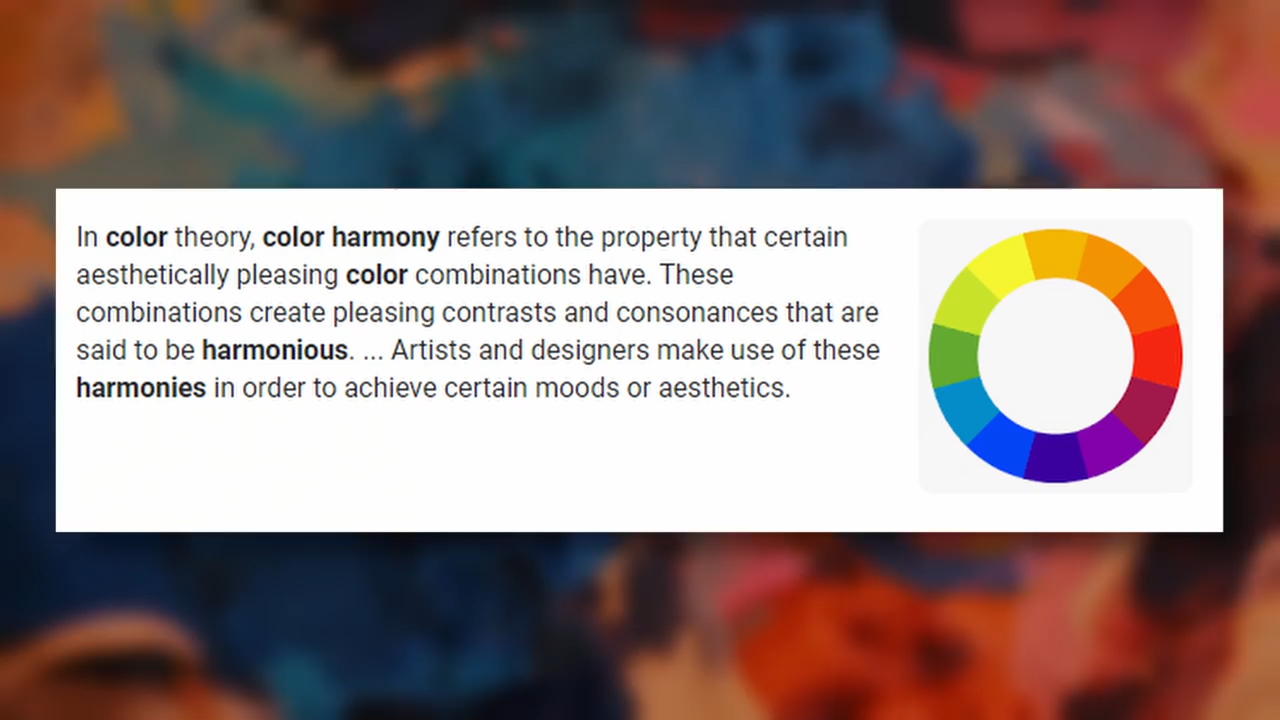 In color theory, color harmony refers to the property that certain
aesthetically pleasing color combinations have. These
combinations create pleasing contrasts and consonances that are
said to be harmonious. ... Artists and designers make use of these
harmonies in order to achieve certain moods or aesthetics.